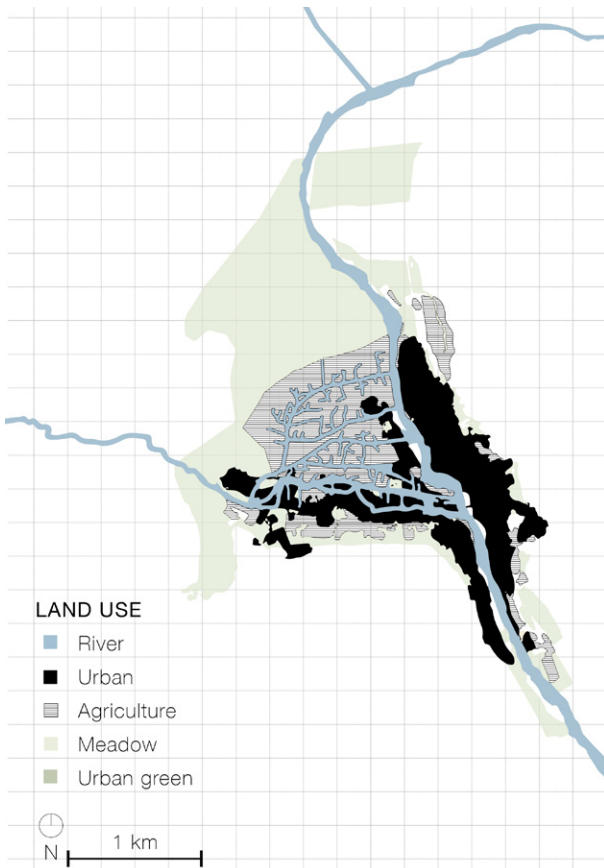 LAND USE
River
Urban
Agriculture
Meadow
Urban green
N
1 km